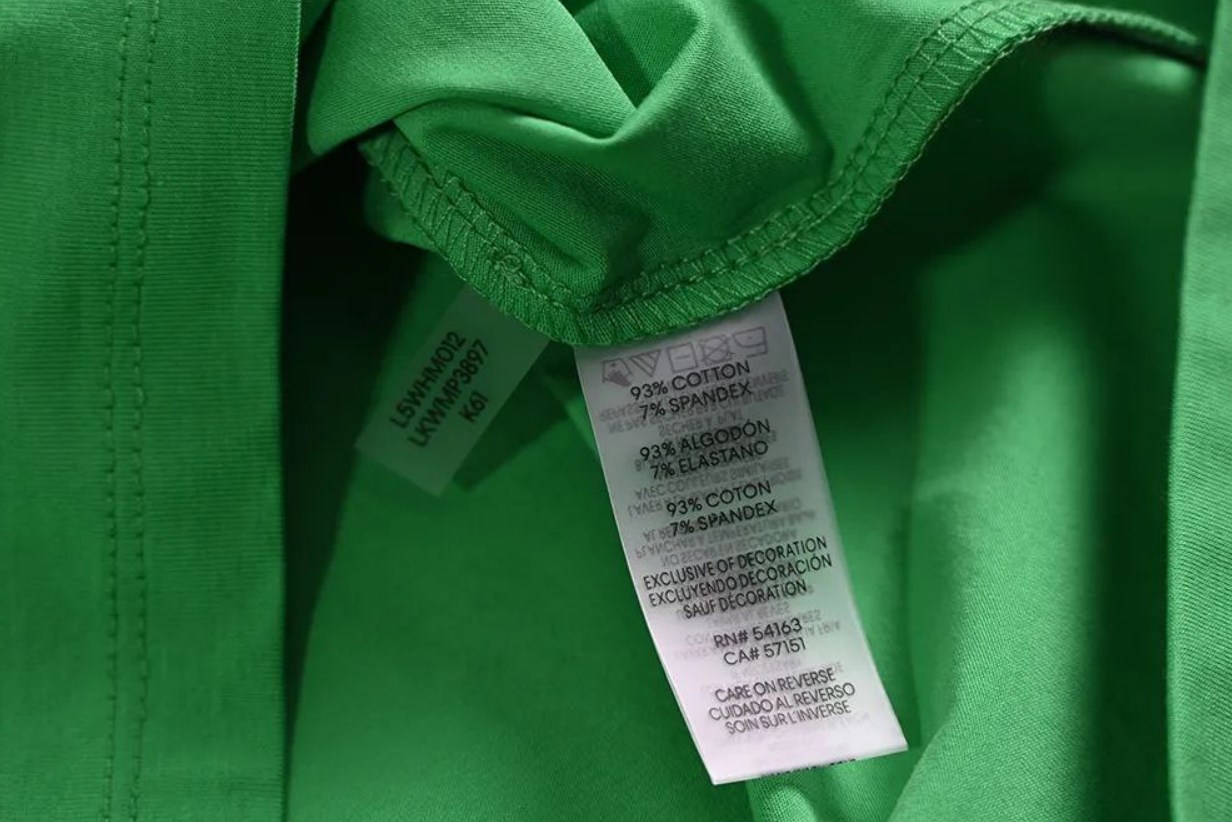 L5WHM012
LKWMP3897
K61
93% COTTON
7% SPANDEX
93% ALGODÓN
7% ELASTANO
93% COTON
7% SPANDEX
EXCLUSIVE OF DECORATION
EXCLUYENDO DECORACIÓN
SAUF DÉCORATION
RN# 54163
CA# 57151
CARE ON REVERSE
CUIDADO AL REVERSO
SOIN SUR L'INVERSE